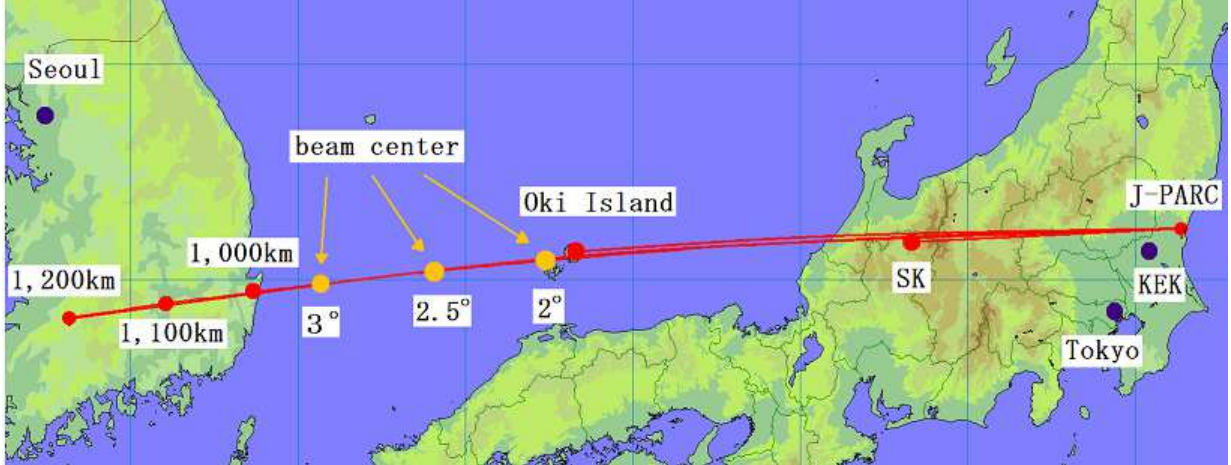 Seoul
beam center
Oki Island
J-PARC
1,000km
1,200km
SK
KEK
3°
2.5°
2°
1,100km
Tokyo